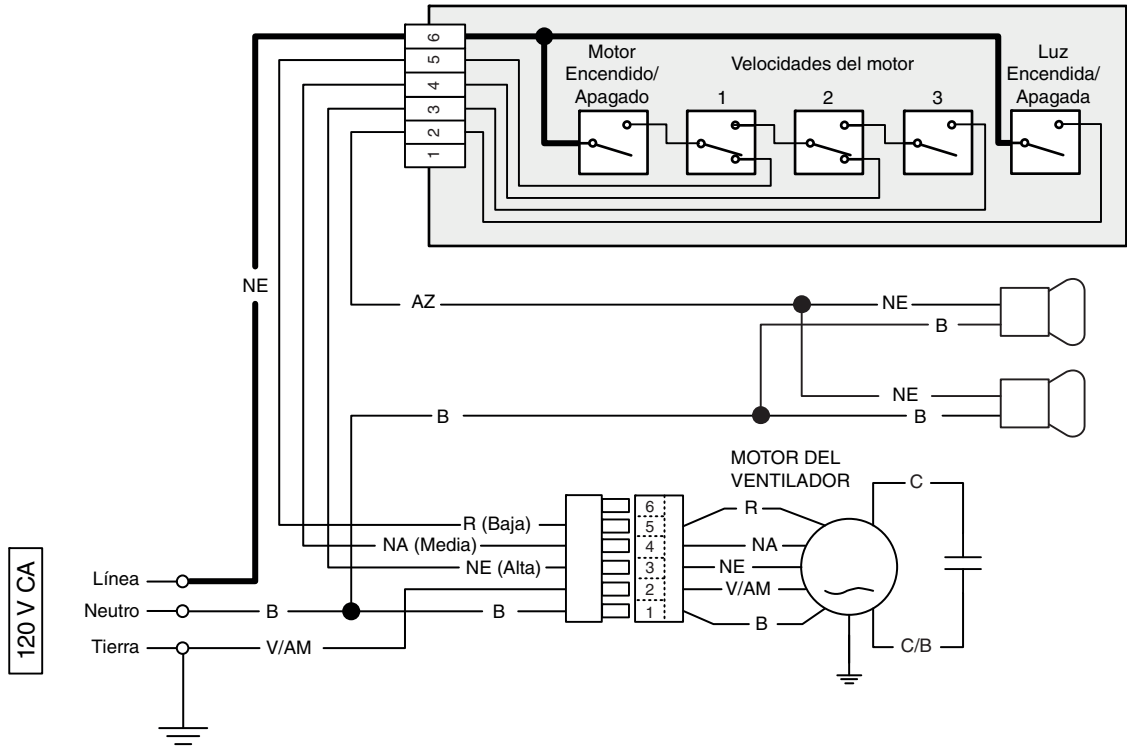 6
5
4
3
2
1
Motor
Encendido/
Apagado
Velocidades del motor
1
2
3
Luz
Encendida/
Apagada
NE
AZ
NE
B
NE
B
B
MOTOR DEL
VENTILADOR
C
R (Baja)
6
5
R
NA (Media)
4
NA
NE (Alta)
3
NE
2
V/AM
1
B
C/B
120 V CA
Línea
Neutro
B
B
Tierra
V/AM